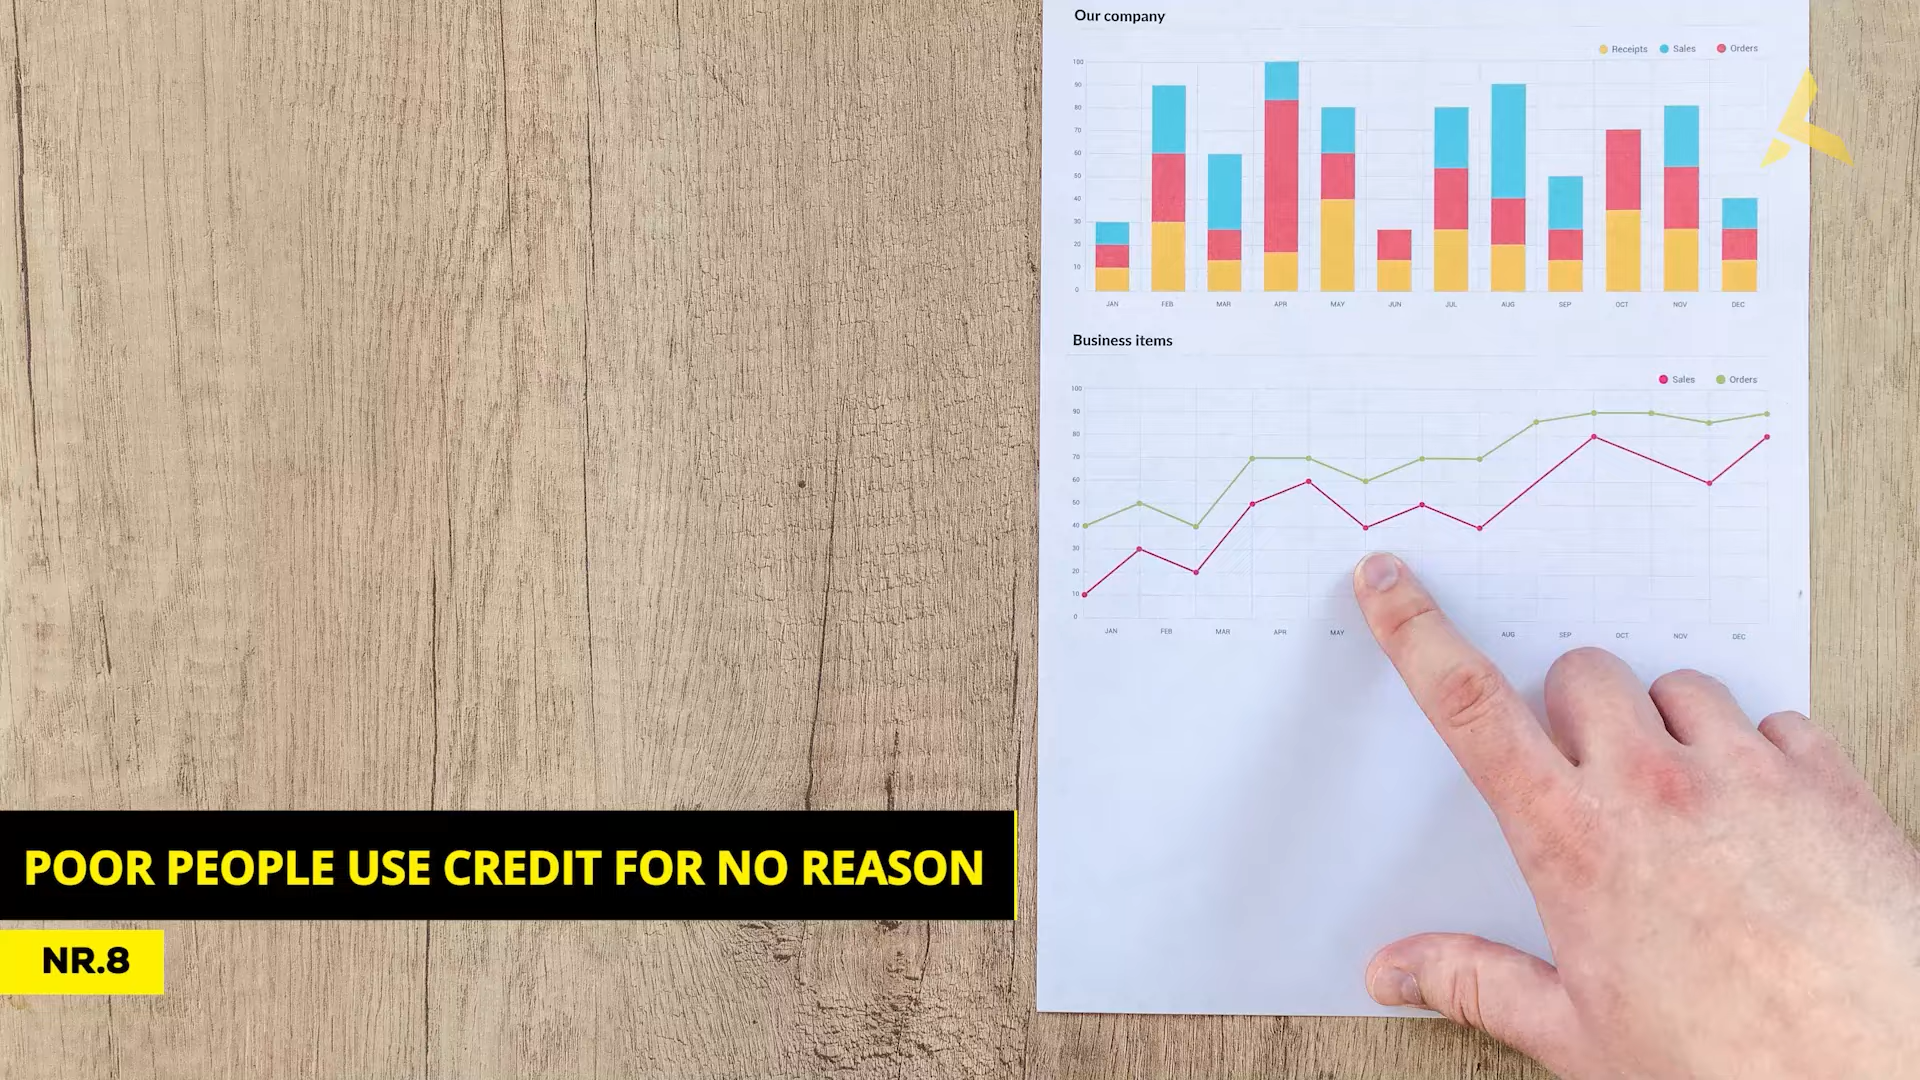 Our company
Receipts Sales Orders
100
90
80
70
60
50
40
30
20
10
0
JAN FEB MAR APR MAY JUN JUL AUG SEP OCT NOV DEC
Business items
Sales Orders
100
90
80
70
60
50
40
30
20
10
0
JAN FEB MAR APR MAY AUG SEP OCT NOV DEC
POOR PEOPLE USE CREDIT FOR NO REASON
NR.8